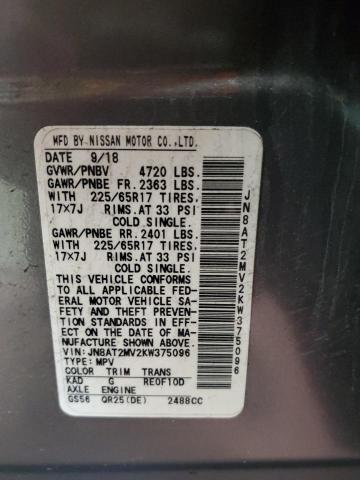 MFD BY NISSAN MOTOR CO.,LTD.
DATE 9/18
GVWR/PNBV 4720 LBS.
GAWR/PNBE FR. 2363 LBS.
WITH 225/65R17 TIRES,
17x7J RIMS.AT 33 PSI
COLD SINGLE.
GAWR/PNBE RR. 2401 LBS.
WITH 225/65R17 TIRES,
17x7J RIMS.AT 33 PSI
COLD SINGLE.
THIS VEHICLE CONFORMS
TO ALL APPLICABLE FED-
ERAL MOTOR VEHICLE SA-
FETY AND THEFT PREV-
ENTION STANDARDS IN EF-
FECT ON THE DATE OF MA-
NUFACTURE SHOWN ABOVE.
VIN: JN8AT2MV2KW375096
TYPE: MPV
COLOR TRIM TRANS
KAD G RE0F10D
AXLE ENGINE
GS56 QR25(DE) 2488CC
JN8AT2MV2KW375096